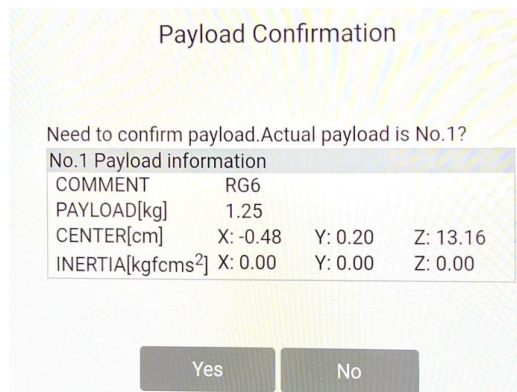 Payload Confirmation
Need to confirm payload.Actual payload is No.1?
No.1 Payload information
COMMENT RG6
PAYLOAD[kg] 1.25
CENTER[cm] X: -0.48 Y: 0.20 Z: 13.16
INERTIA[kgfcms²] X: 0.00 Y: 0.00 Z: 0.00
Yes No